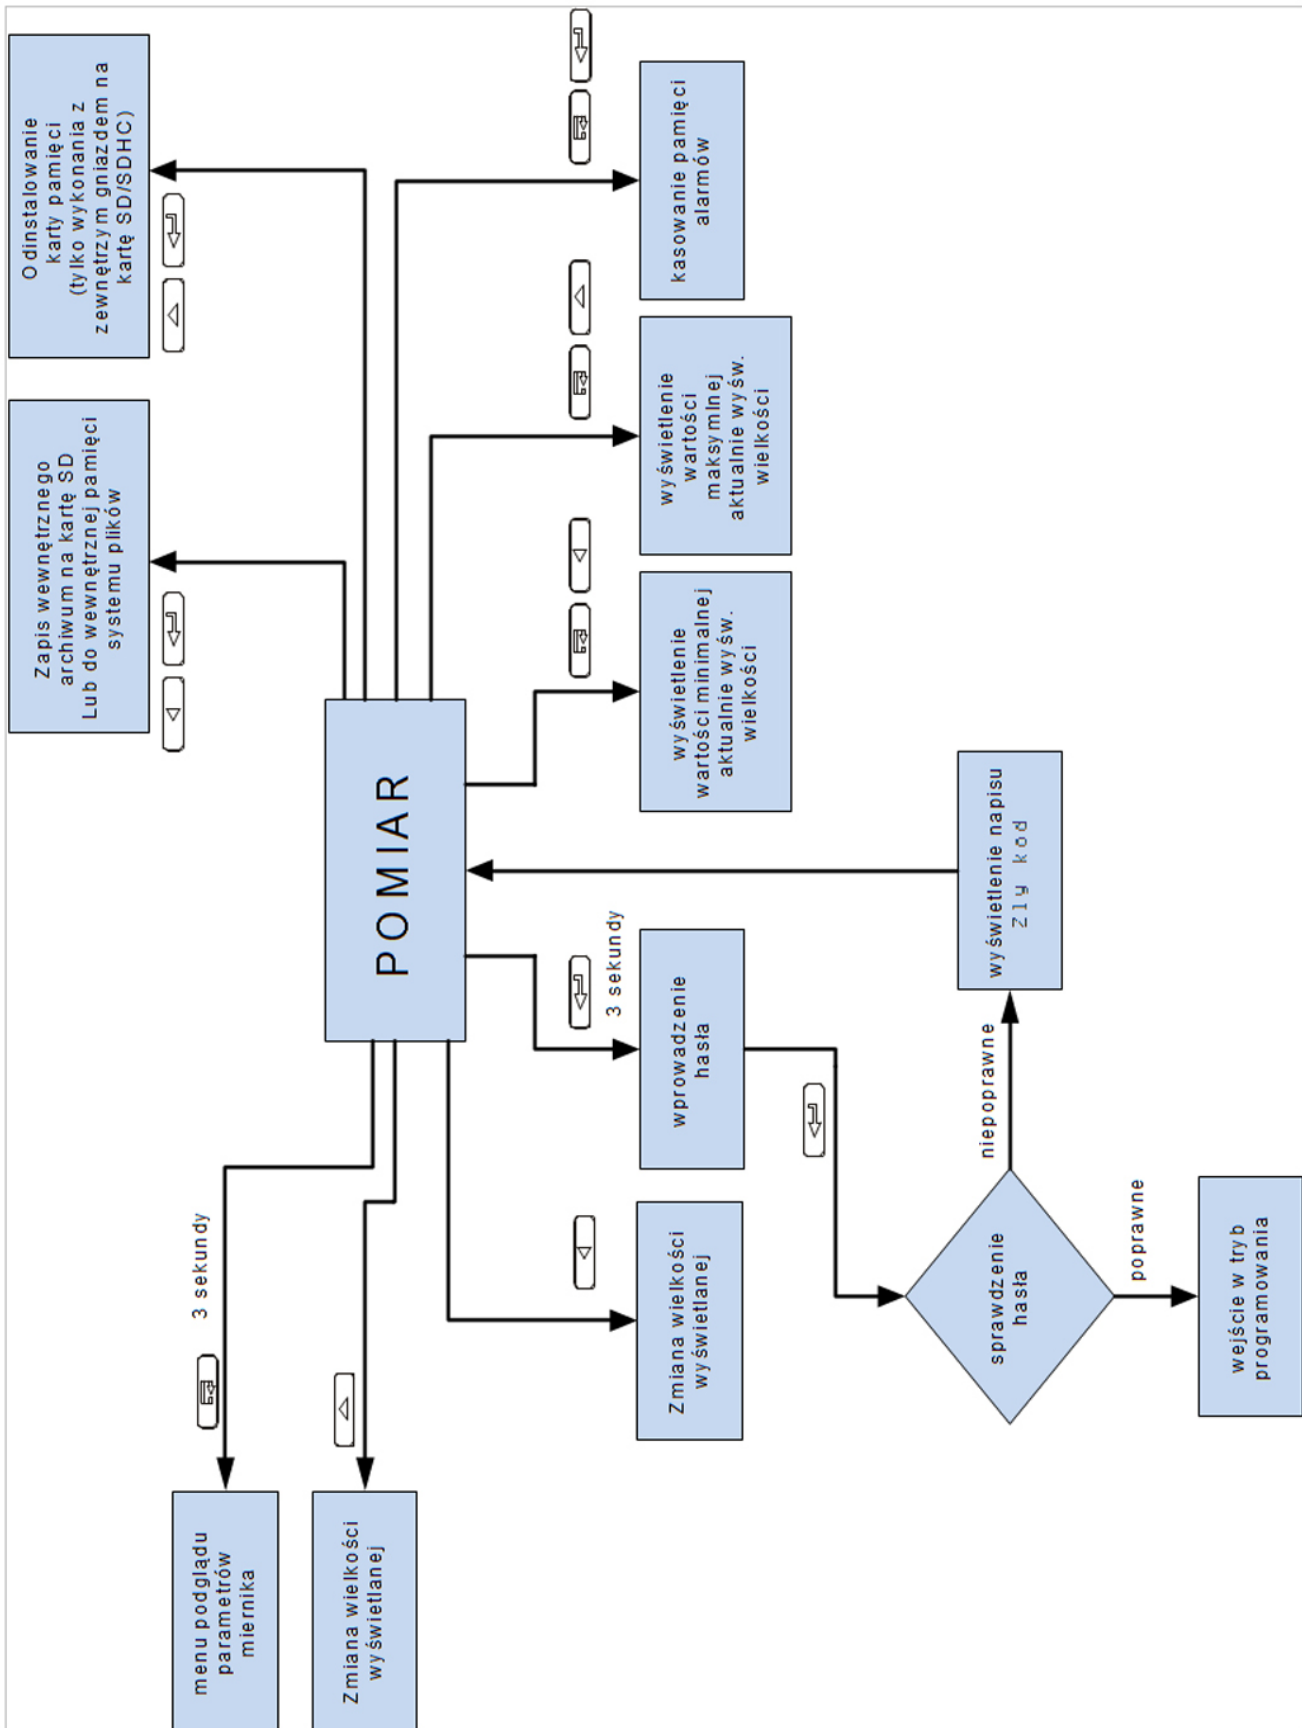 menu podglądu
parametrów
miernika
3 sekundy
Zmiana wielkości
wyświetlanej
Zapis wewnętrznego
archiwum na kartę SD
Lub do wewnętrznej pamięci
systemu plików
Odinstalowanie
karty pamięci
(tylko wykonania z
zewnętrzym gniazdem na
kartę SD/SDHC)
POMIAR
Zmiana wielkości
wyświetlanej
3 sekundy
wprowadzenie
hasła
wyświetlenie
wartości minimalnej
aktualnie wyśw.
wielkości
wyświetlenie
wartości
maksymlnej
aktualnie wyśw.
wielkości
kasowanie pamięci
alarmów
sprawdzenie
hasła
niepoprawne
wyświetlenie napisu
Zly kod
poprawne
wejście w tryb
programowania